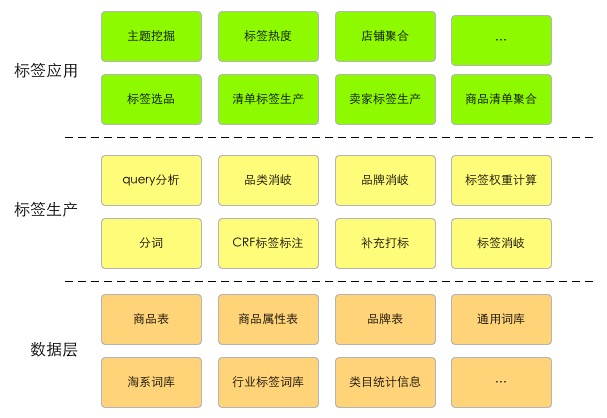 标签应用
主题挖掘
标签热度
店铺聚合
...
标签选品
清单标签生产
卖家标签生产
商品清单聚合
标签生产
query分析
品类消岐
品牌消岐
标签权重计算
分词
CRF标签标注
补充打标
标签消岐
数据层
商品表
商品属性表
品牌表
通用词库
淘系词库
行业标签词库
类目统计信息
...